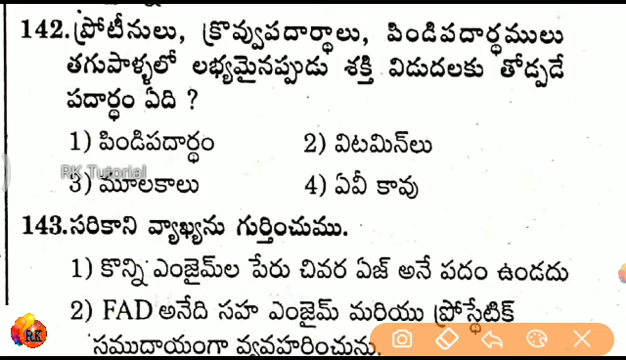 142. ప్రోటీనులు, క్రొవ్వుపదార్థాలు, పిండిపదార్థములు
తగుపాళ్ళలో లభ్యమైనప్పుడు శక్తి విడుదలకు తోడ్పడే
పదార్థం ఏది ?
1) పిండిపదార్థం 2) విటమిన్‌లు
RK Tutorial
3) మూలకాలు 4) ఏవీ కావు
143. సరికాని వ్యాఖ్యను గుర్తించుము.
1) కొన్ని ఎంజైమ్‌ల పేరు చివర ఏజ్ అనే పదం ఉండదు
2) FAD అనేది సహ ఎంజైమ్ మరియు ప్రోస్థేటిక్
సముదాయంగా వ్యవహరించును.
RK